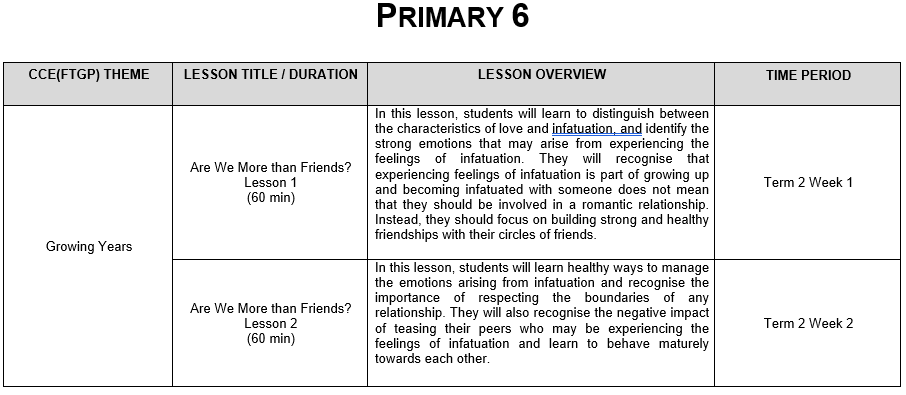 PRIMARY 6
CCE(FTGP) THEME
LESSON TITLE / DURATION
LESSON OVERVIEW
TIME PERIOD
Growing Years
Are We More than Friends?
Lesson 1
(60 min)
In this lesson, students will learn to distinguish between
the characteristics of love and infatuation, and identify the
strong emotions that may arise from experiencing the
feelings of infatuation. They will recognise that
experiencing feelings of infatuation is part of growing up
and becoming infatuated with someone does not mean
that they should be involved in a romantic relationship.
Instead, they should focus on building strong and healthy
friendships with their circles of friends.
Term 2 Week 1
Are We More than Friends?
Lesson 2
(60 min)
In this lesson, students will learn healthy ways to manage
the emotions arising from infatuation and recognise the
importance of respecting the boundaries of any
relationship. They will also recognise the negative impact
of teasing their peers who may be experiencing the
feelings of infatuation and learn to behave maturely
towards each other.
Term 2 Week 2